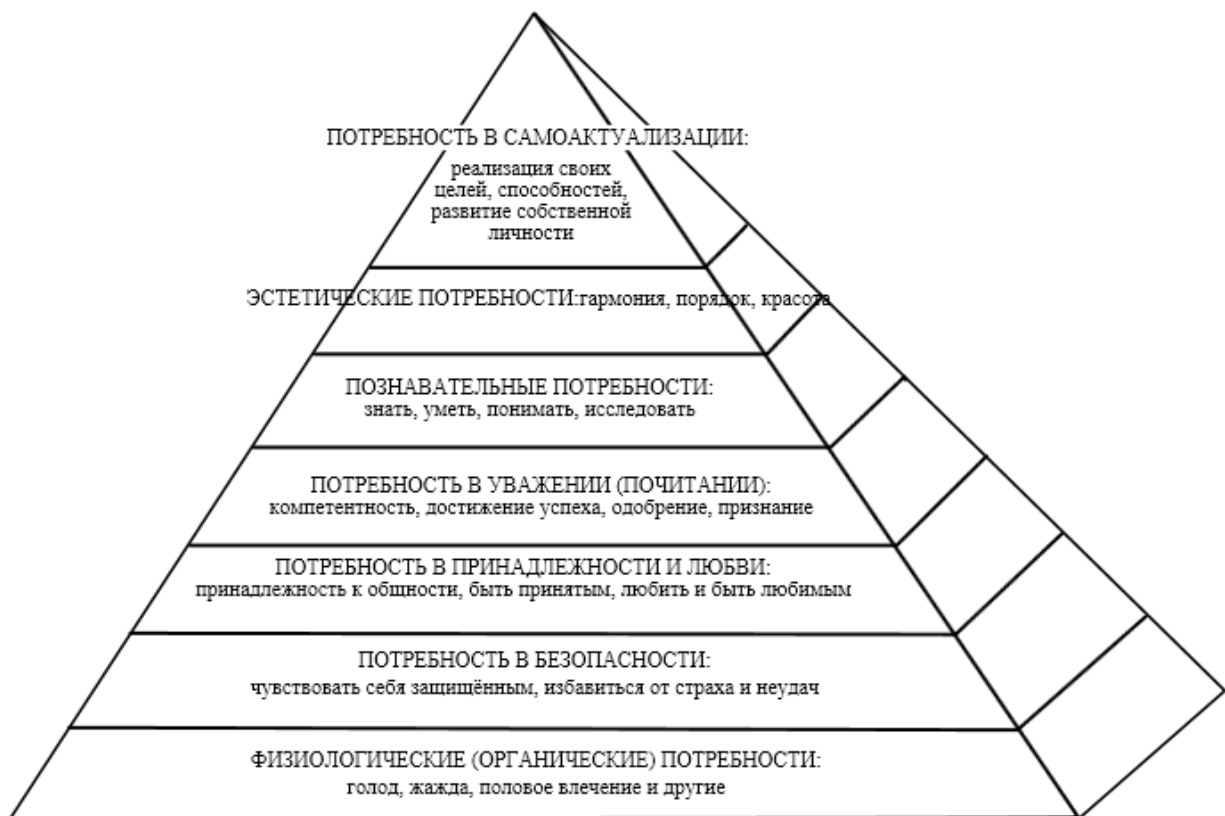 ПОТРЕБНОСТЬ В САМОАКТУАЛИЗАЦИИ:
реализация своих
целей, способностей,
развитие собственной
личности
ЭСТЕТИЧЕСКИЕ ПОТРЕБНОСТИ:гармония, порядок, красота
ПОЗНАВАТЕЛЬНЫЕ ПОТРЕБНОСТИ:
знать, уметь, понимать, исследовать
ПОТРЕБНОСТЬ В УВАЖЕНИИ (ПОЧИТАНИИ):
компетентность, достижение успеха, одобрение, признание
ПОТРЕБНОСТЬ В ПРИНАДЛЕЖНОСТИ И ЛЮБВИ:
принадлежность к общности, быть принятым, любить и быть любимым
ПОТРЕБНОСТЬ В БЕЗОПАСНОСТИ:
чувствовать себя защищённым, избавиться от страха и неудач
ФИЗИОЛОГИЧЕСКИЕ (ОРГАНИЧЕСКИЕ) ПОТРЕБНОСТИ:
голод, жажда, половое влечение и другие